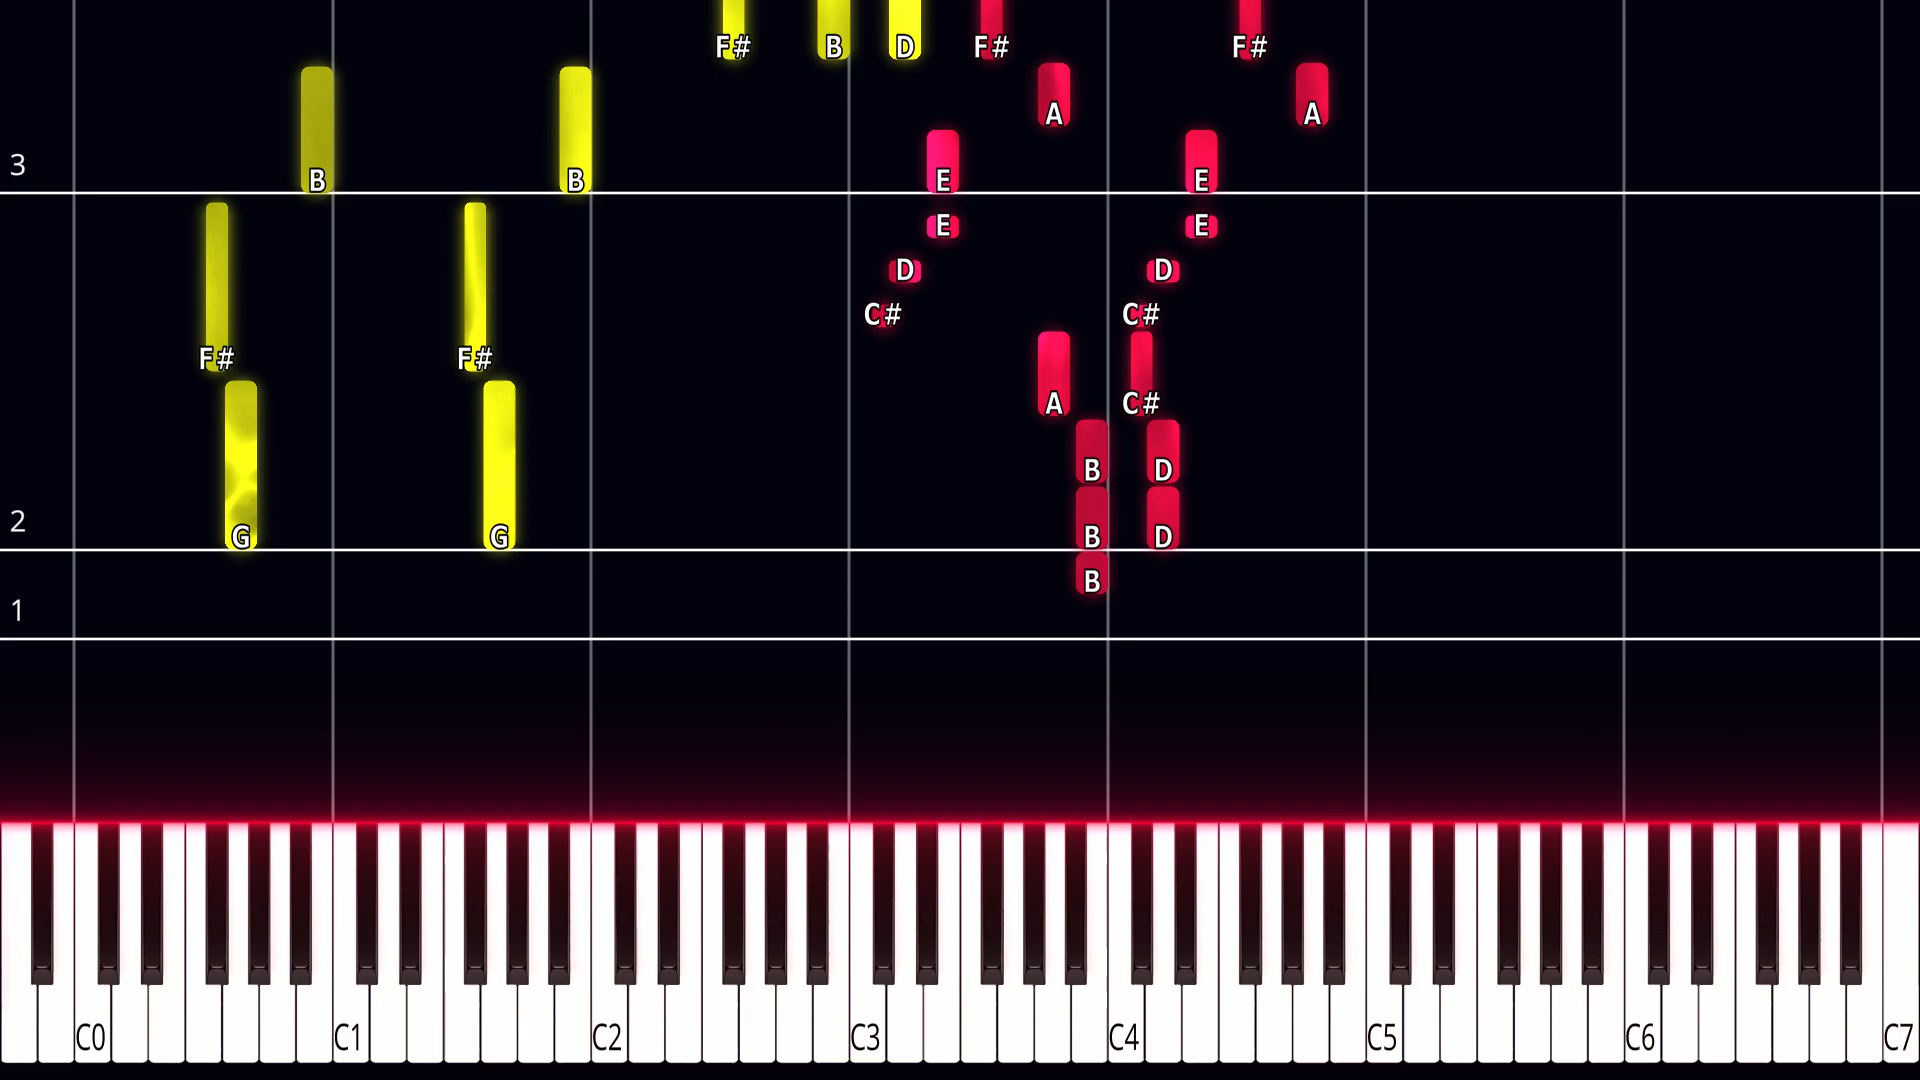 F# B D F# F#
A A
3 B B E E
E E
D D
C# C#
F# F#
A C#
B D
2 G G B D
B
1
C0 C1 C2 C3 C4 C5 C6 C7